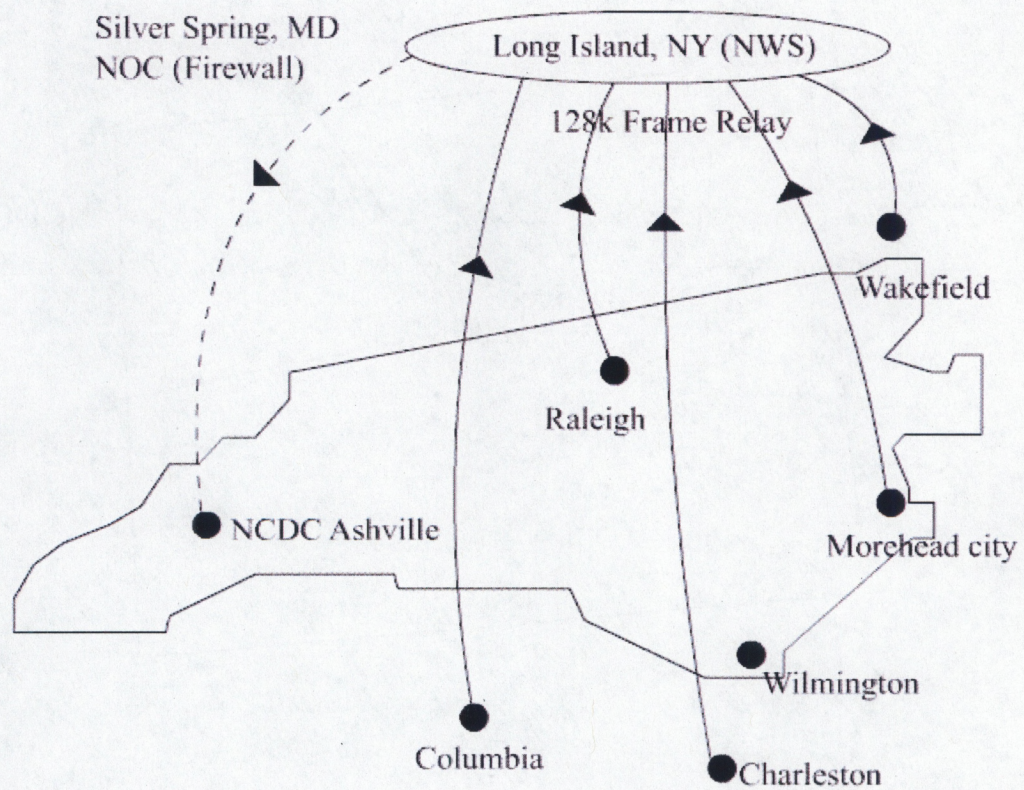 Silver Spring, MD
NOC (Firewall)
Long Island, NY (NWS)
128k Frame Relay
Wakefield
Raleigh
NCDC Ashville
Morehead city
Wilmington
Columbia
Charleston